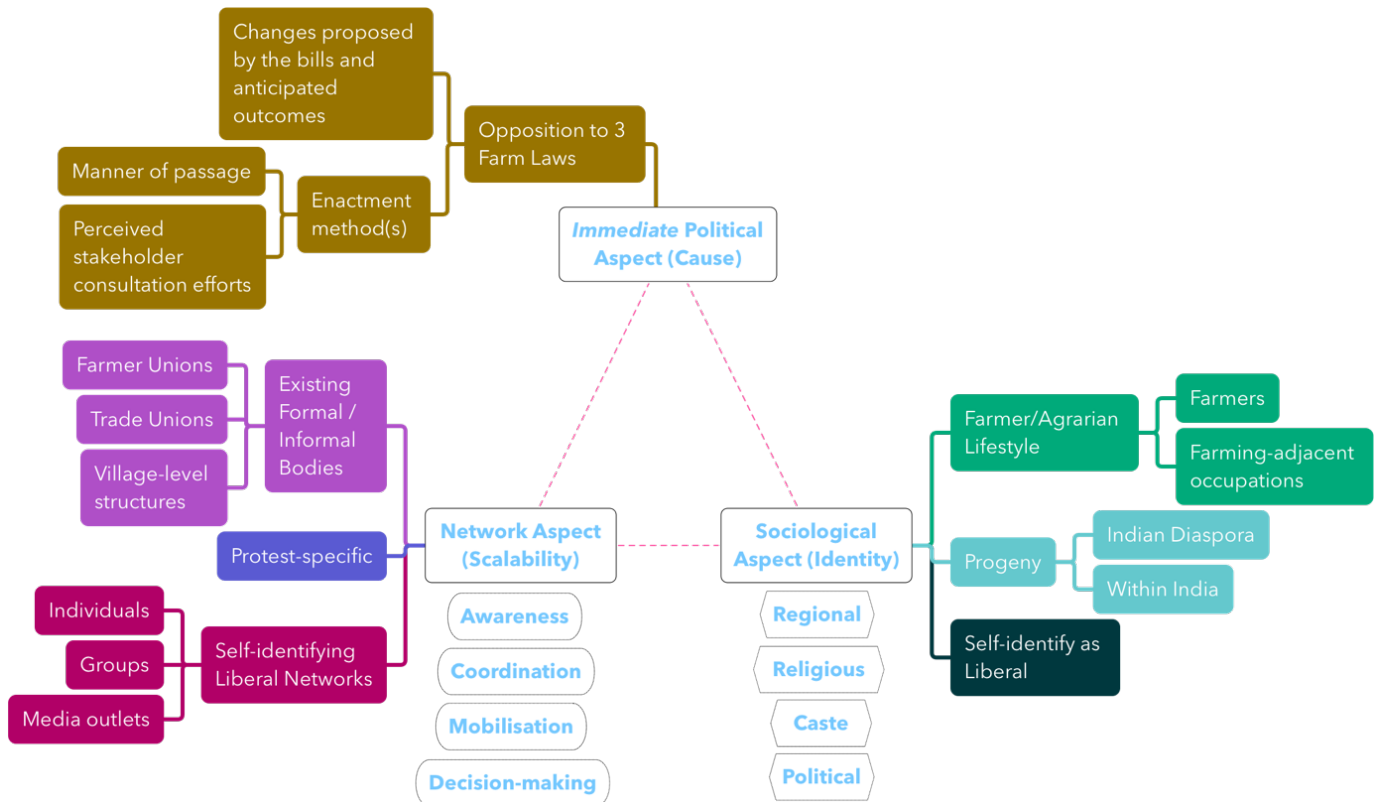 Changes proposed
by the bills and
anticipated
outcomes
Opposition to 3
Farm Laws
Manner of passage
Enactment
method(s)
Perceived
stakeholder
consultation efforts
Immediate Political
Aspect (Cause)
Farmer Unions
Trade Unions
Village-level
structures
Existing
Formal /
Informal
Bodies
Protest-specific
Individuals
Groups
Media outlets
Self-identifying
Liberal Networks
Network Aspect
(Scalability)
Awareness
Coordination
Mobilisation
Decision-making
Sociological
Aspect (Identity)
Regional
Religious
Caste
Political
Farmer/Agrarian
Lifestyle
Farmers
Farming-adjacent
occupations
Progeny
Indian Diaspora
Within India
Self-identify as
Liberal